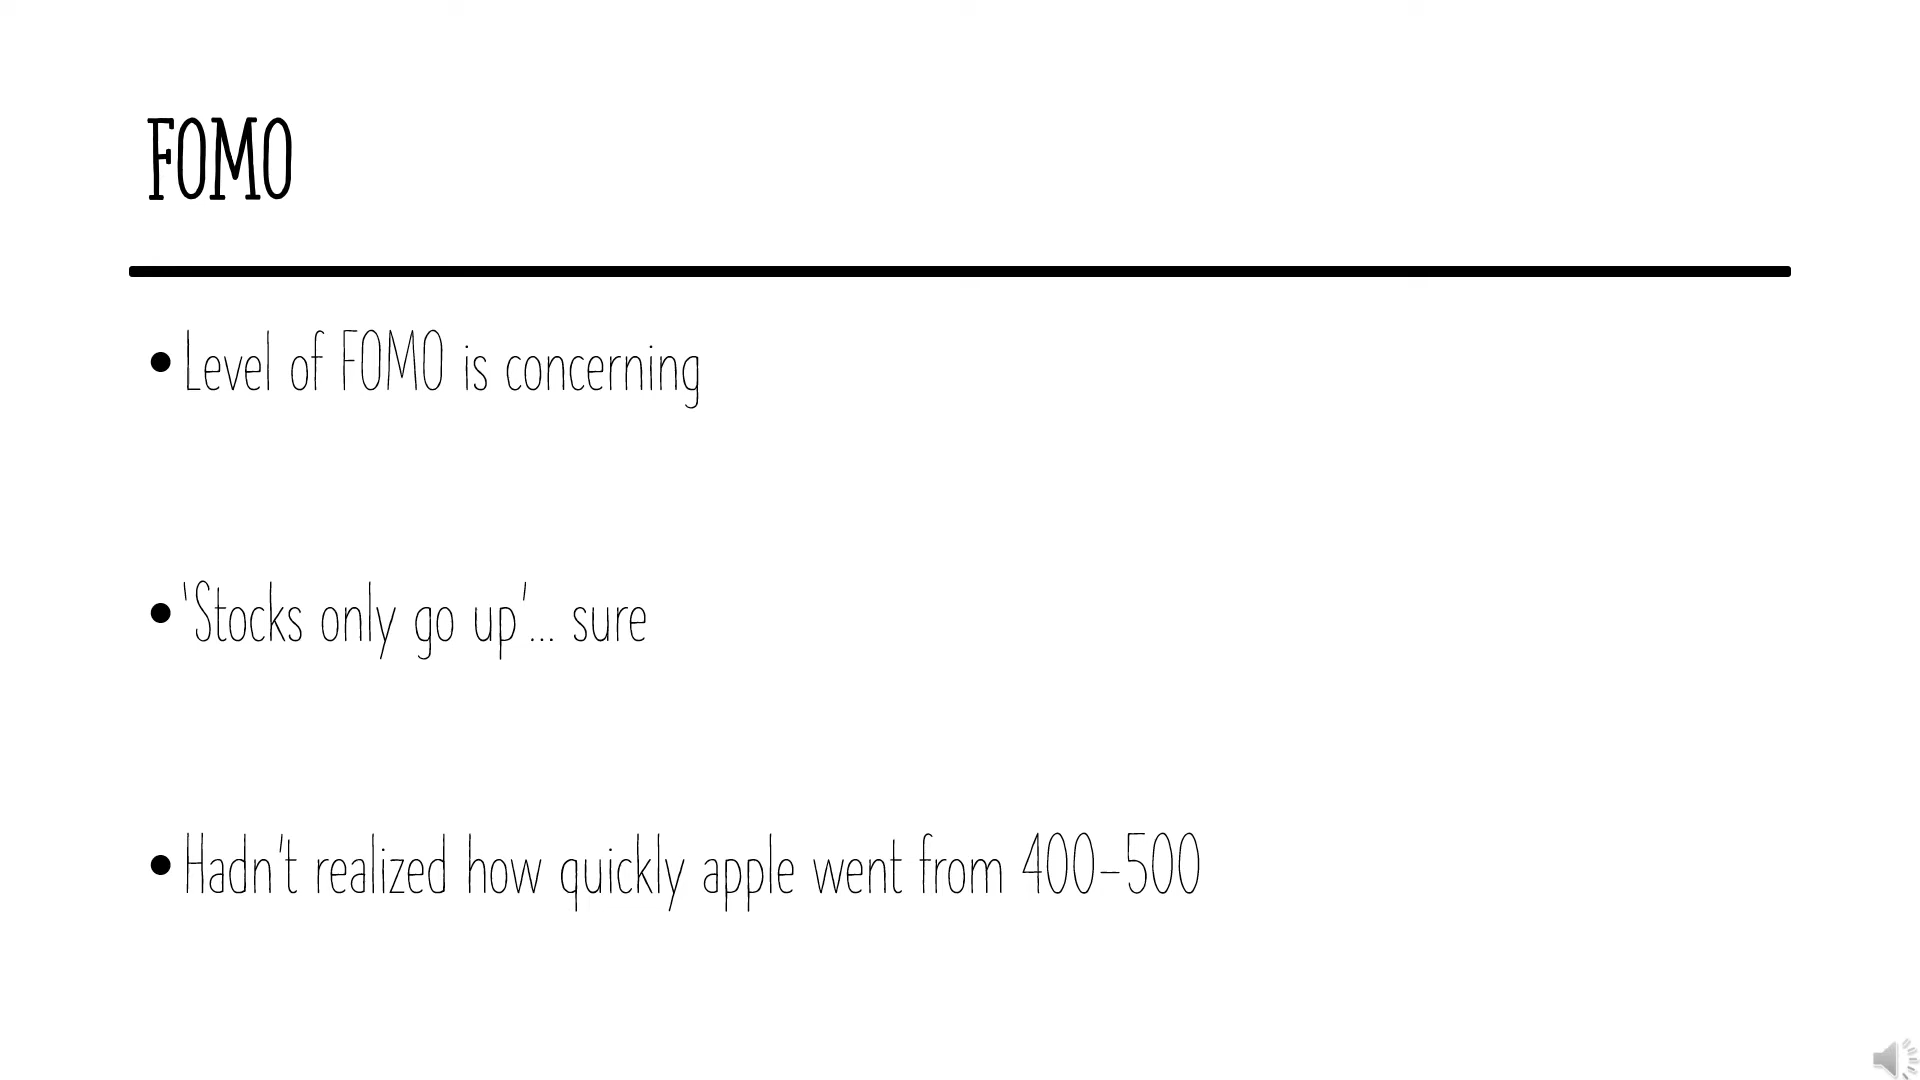 FOMO
• Level of FOMO is concerning
• 'Stocks only go up'... sure
• Hadn't realized how quickly apple went from 400-500